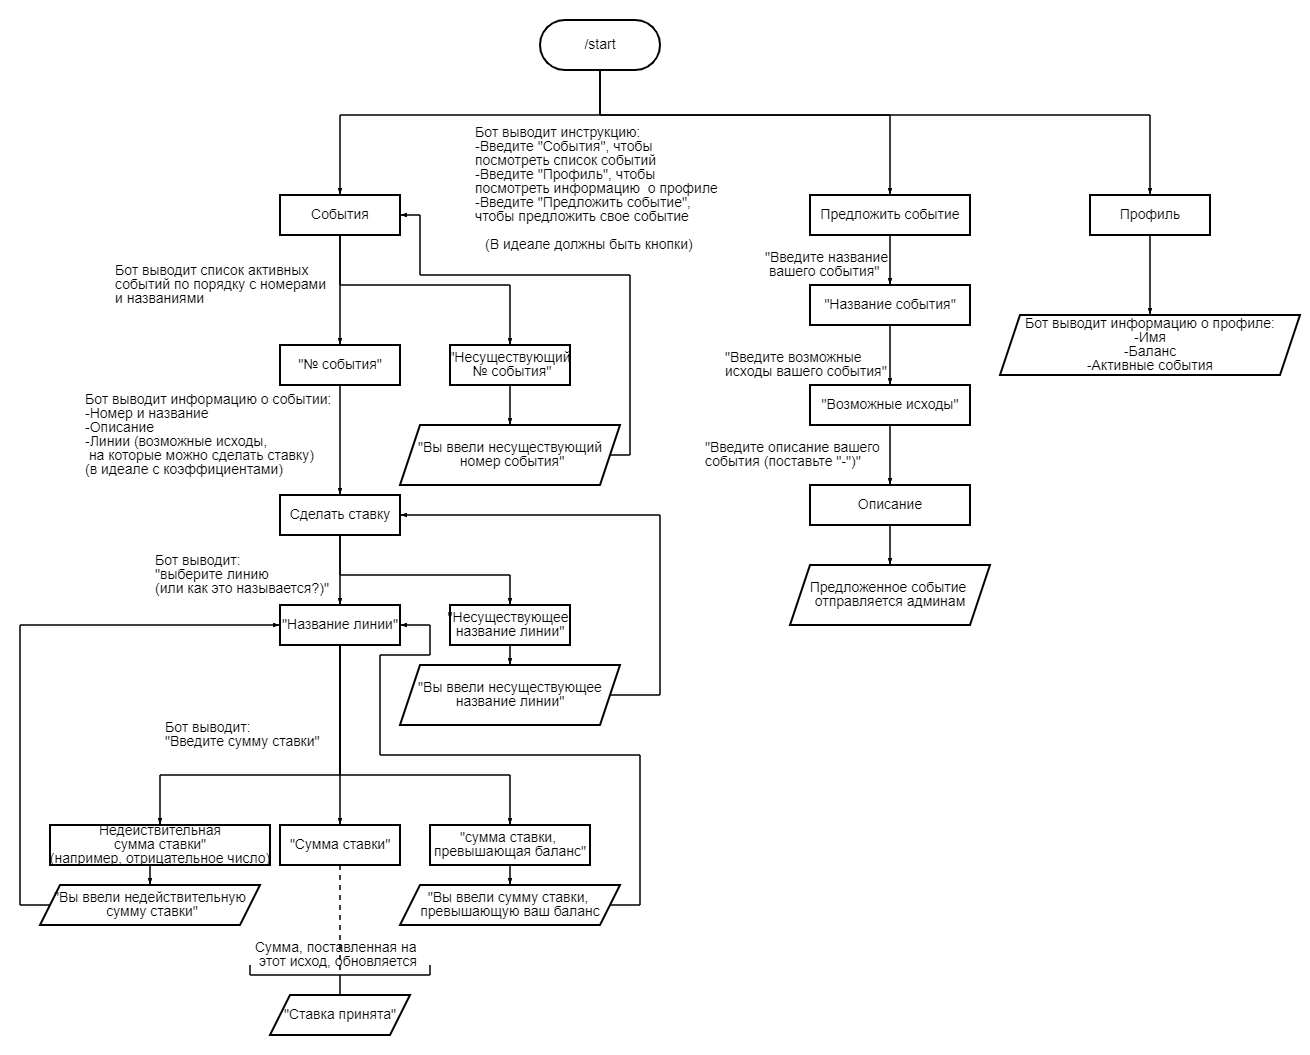 /start
Бот выводит инструкцию:
-Введите "События", чтобы
посмотреть список событий
-Введите "Профиль", чтобы
посмотреть информацию  о профиле
-Введите "Предложить событие",
чтобы предложить свое событие
(В идеале должны быть кнопки)
События
Предложить событие
Профиль
Бот выводит список активных
событий по порядку с номерами
и названиями
"Введите название
вашего события"
"Название события"
Бот выводит информацию о профиле:
-Имя
-Баланс
-Активные события
"№ события"
"Несуществующий
№ события"
"Введите возможные
исходы вашего события"
"Возможные исходы"
Бот выводит информацию о событии:
-Номер и название
-Описание
-Линии (возможные исходы,
на которые можно сделать ставку)
(в идеале с коэффициентами)
"Вы ввели несуществующий
номер события"
"Введите описание вашего
события (поставьте "-")"
Описание
Сделать ставку
Предложенное событие
отправляется админам
Бот выводит:
"выберите линию
(или как это называется?)"
"Название линии"
"Несуществующее
название линии"
"Вы ввели несуществующее
название линии"
Бот выводит:
"Введите сумму ставки"
Недействительная
сумма ставки"
(например, отрицательное число)
"Сумма ставки"
"сумма ставки,
превышающая баланс"
"Вы ввели недействительную
сумму ставки"
"Вы ввели сумму ставки,
превышающую ваш баланс
Сумма, поставленная на
этот исход, обновляется
"Ставка принята"